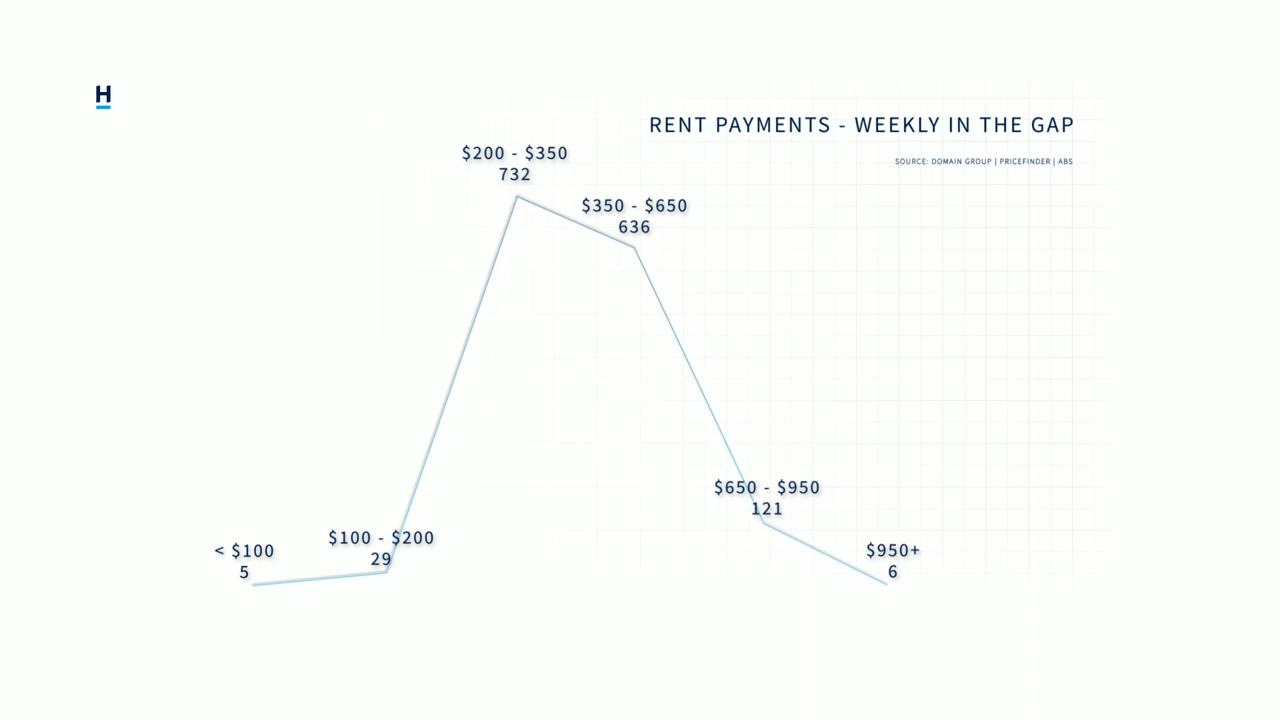 H
RENT PAYMENTS - WEEKLY IN THE GAP
SOURCE: DOMAIN GROUP | PRICEFINDER | ABS
$200 - $350
732
$350 - $650
636
$650 - $950
121
$100 - $200
29
< $100
5
$950+
6